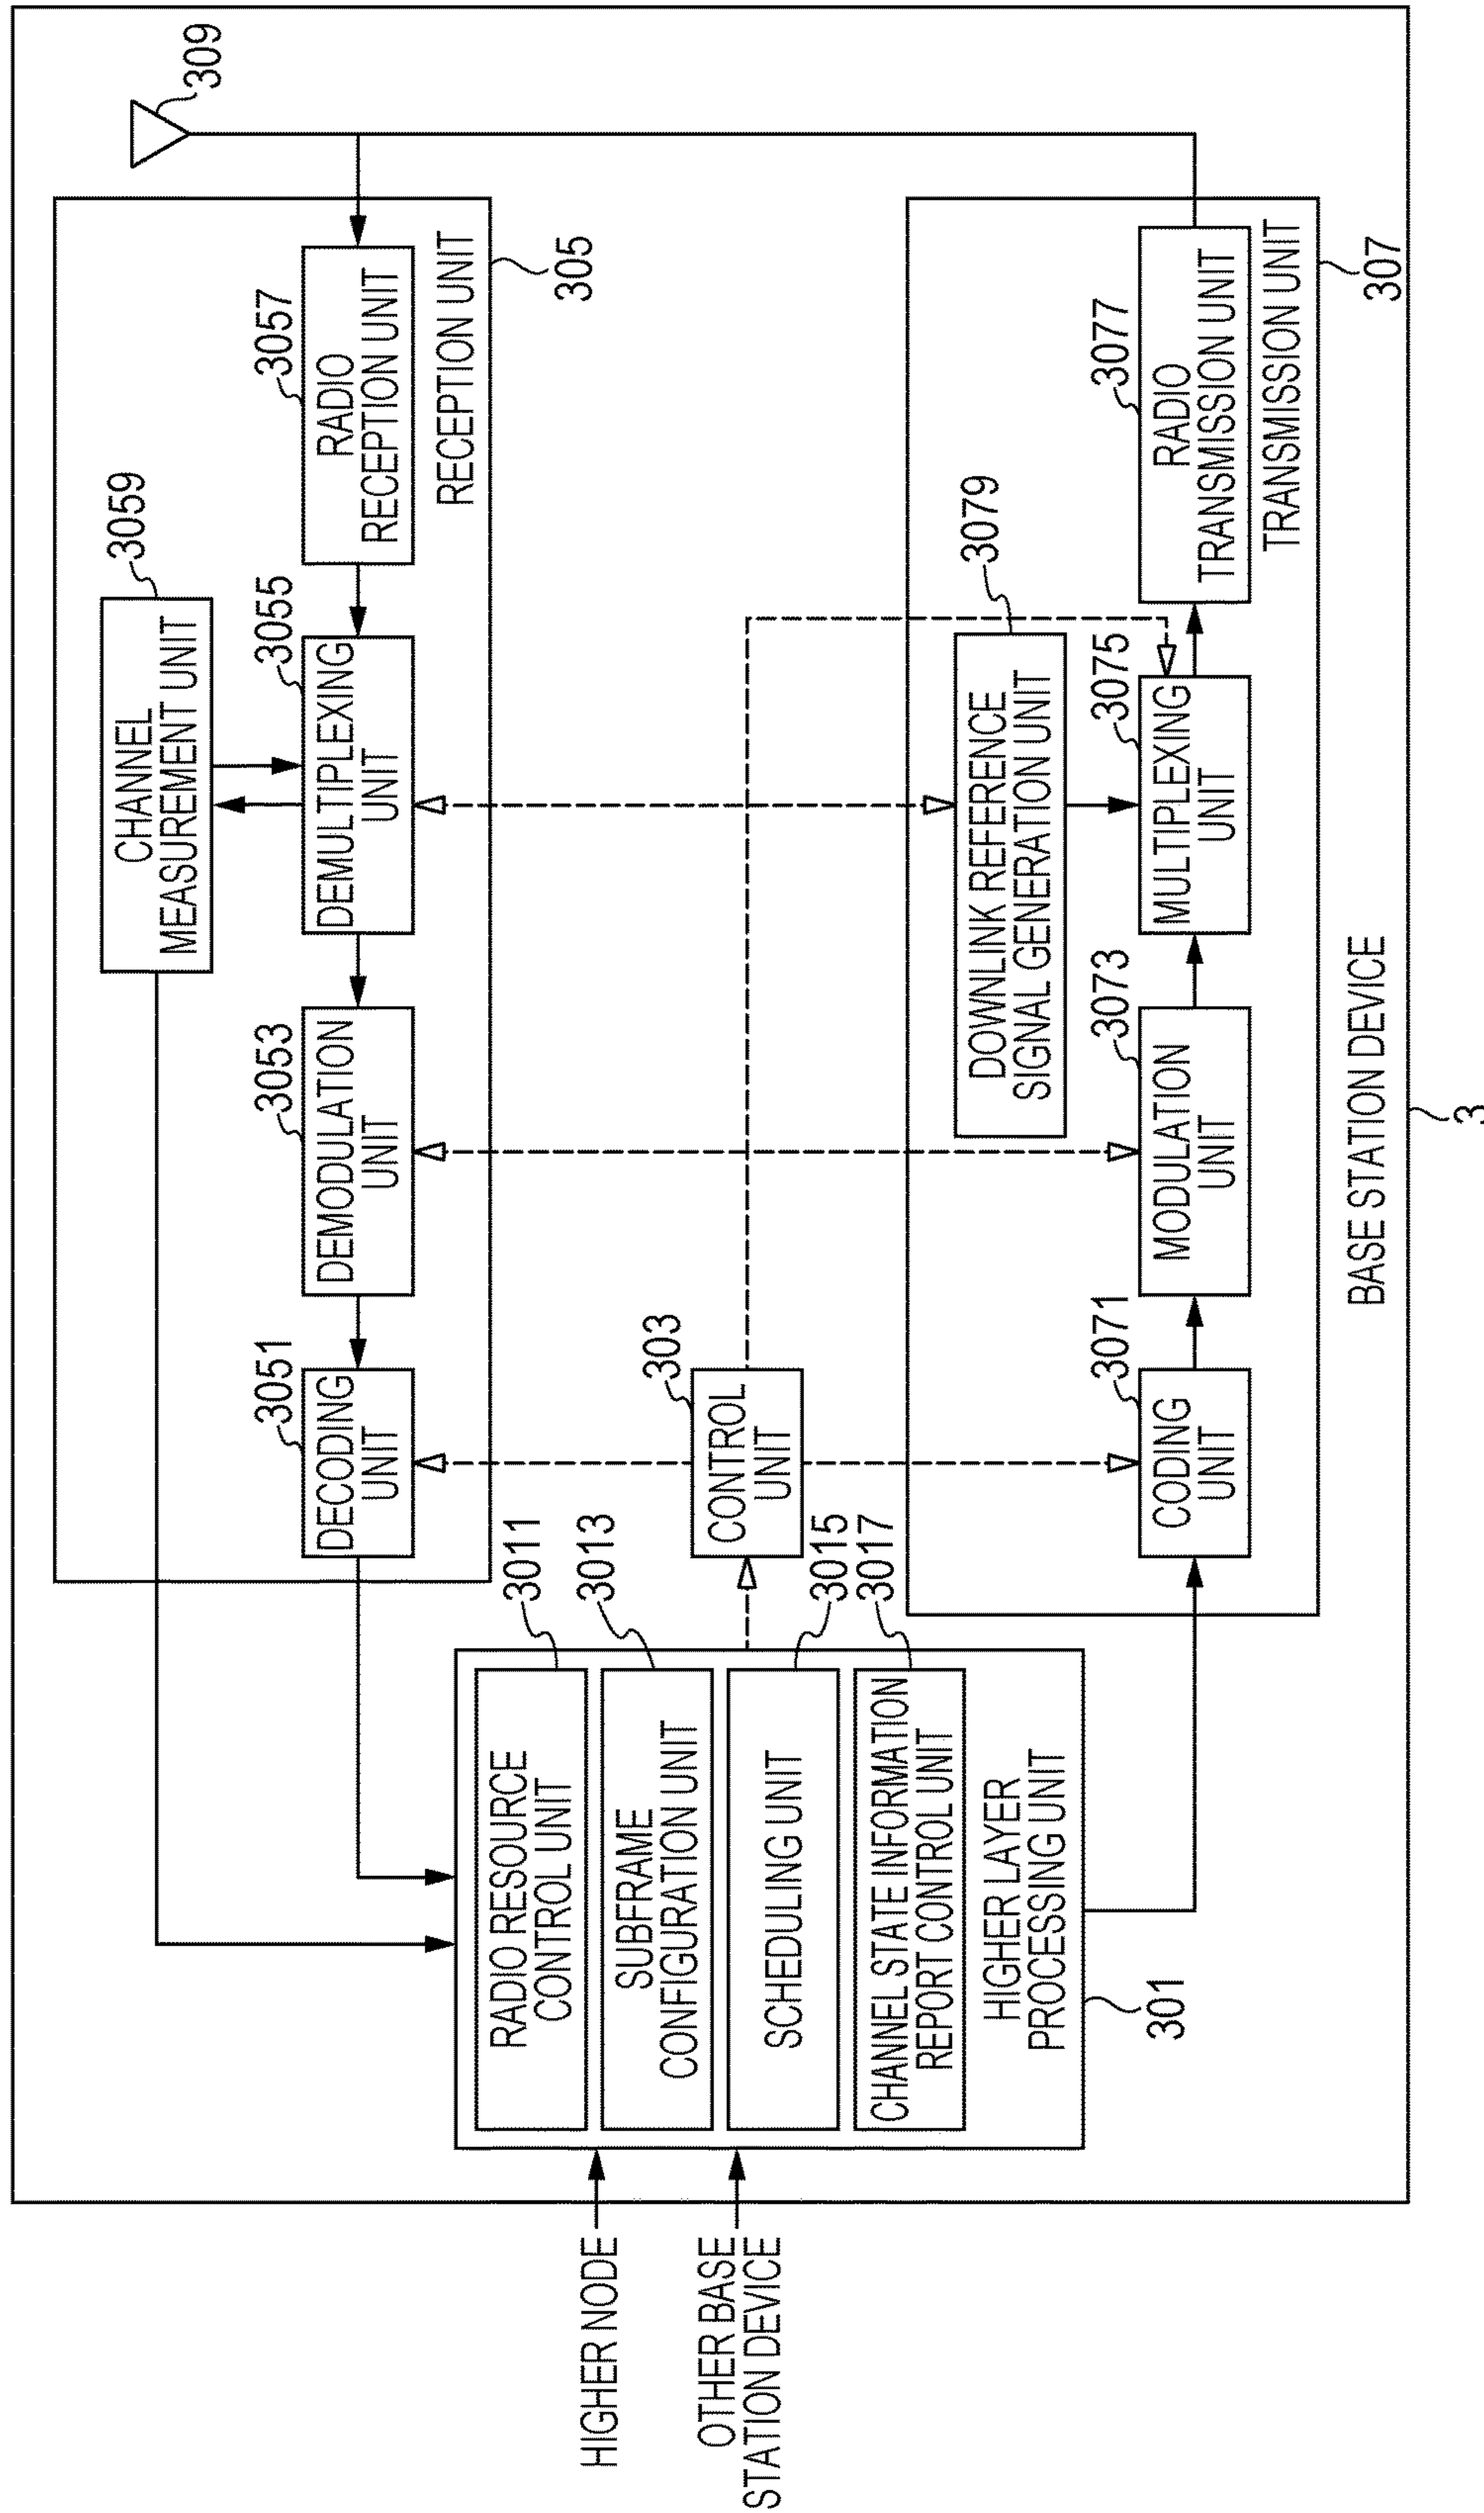 HIGHER NODE
OTHER BASE
STATION DEVICE
309
3059
CHANNEL
MEASUREMENT UNIT
3051
DECODING
UNIT
3053
DEMODULATION
UNIT
3055
DEMULTIPLEXING
UNIT
3057
RADIO
RECEPTION UNIT
RECEPTION UNIT
305
3011
RADIO RESOURCE
CONTROL UNIT
3013
SUBFRAME
CONFIGURATION UNIT
3015
SCHEDULING UNIT
3017
CHANNEL STATE INFORMATION
REPORT CONTROL UNIT
HIGHER LAYER
PROCESSING UNIT
301
303
CONTROL
UNIT
3079
DOWNLINK REFERENCE
SIGNAL GENERATION UNIT
3071
CODING
UNIT
3073
MODULATION
UNIT
3075
MULTIPLEXING
UNIT
3077
RADIO
TRANSMISSION UNIT
TRANSMISSION UNIT
307
BASE STATION DEVICE
3